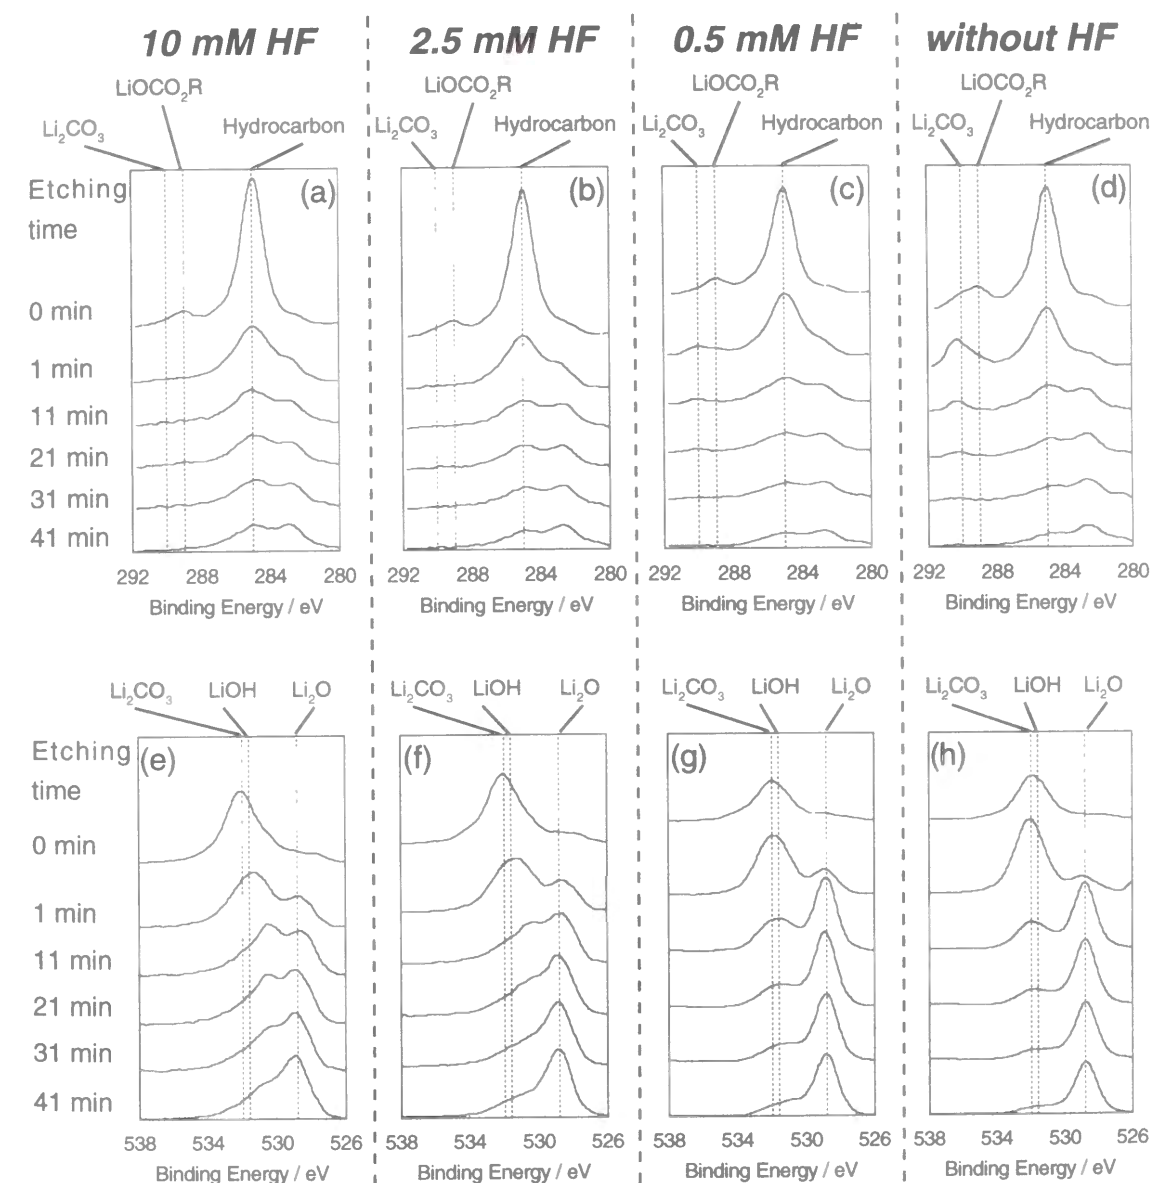 10 mM HF 2.5 mM HF 0.5 mM HF without HF
LiOCO2R LiOCO2R LiOCO2R LiOCO2R
Li2CO3 Hydrocarbon Li2CO3 Hydrocarbon Li2CO3 Hydrocarbon Li2CO3 Hydrocarbon
Etching (a) (b) (c) (d)
time
0 min
1 min
11 min
21 min
31 min
41 min
292 288 284 280 292 288 284 280 292 288 284 280 292 288 284 280
Binding Energy / eV Binding Energy / eV Binding Energy / eV Binding Energy / eV
Li2CO3 LiOH Li2O Li2CO3 LiOH Li2O Li2CO3 LiOH Li2O Li2CO3 LiOH Li2O
Etching (e) (f) (g) (h)
time
0 min
1 min
11 min
21 min
31 min
41 min
538 534 530 526 538 534 530 526 538 534 530 526 538 534 530 526
Binding Energy / eV Binding Energy / eV Binding Energy / eV Binding Energy / eV